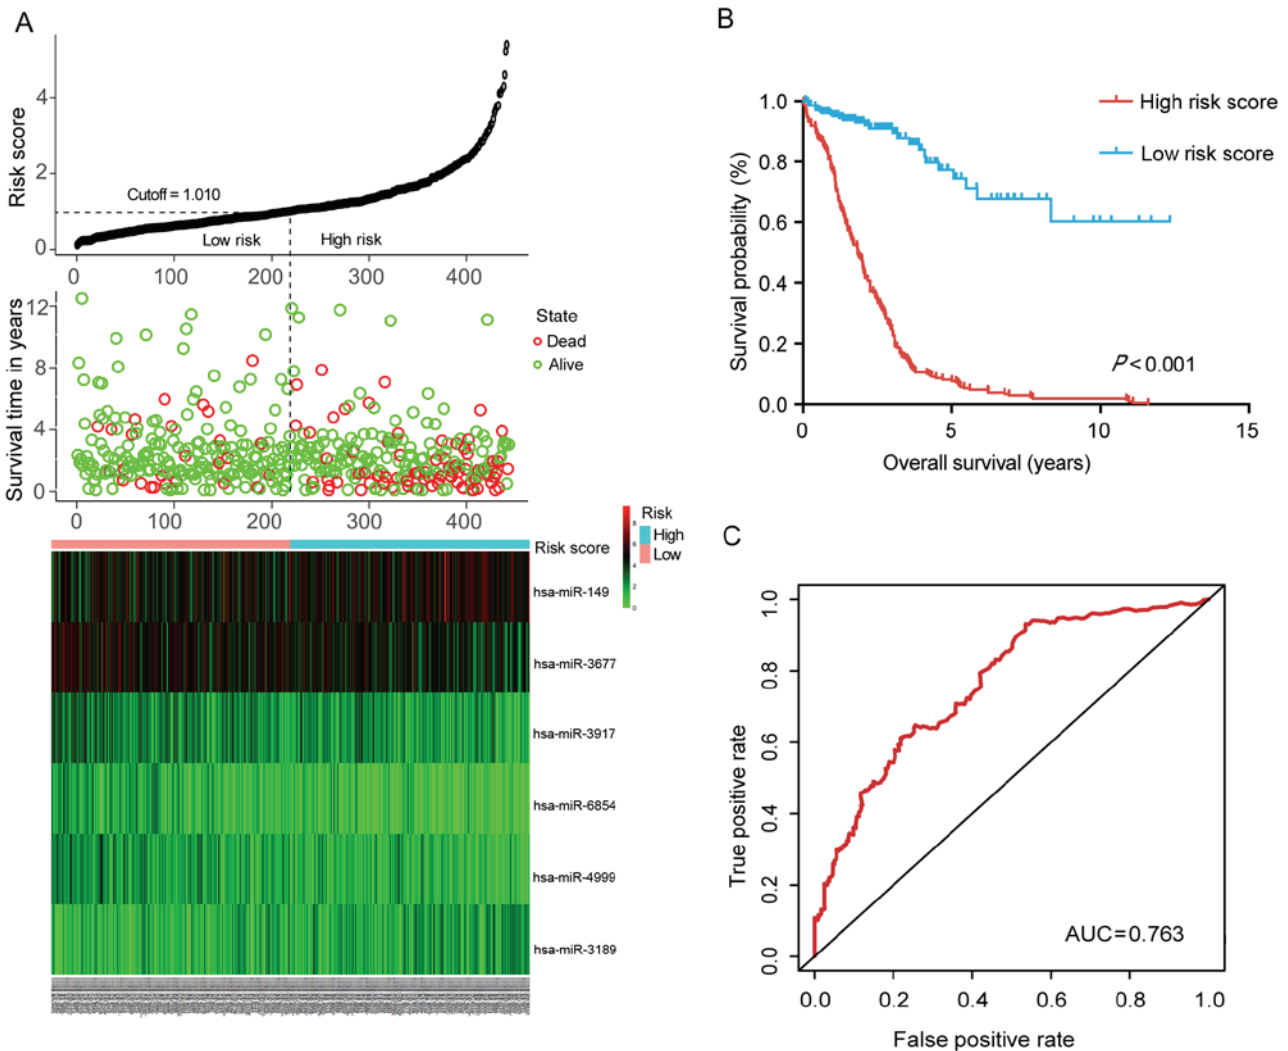 A
Risk score
4
2
0
Cutoff = 1.010
Low risk
High risk
0 100 200 300 400
Survival time in years
12
8
4
0
State
Dead
Alive
0 100 200 300 400
Risk
High
Low
8
6
4
2
0
Risk score
hsa-miR-149
hsa-miR-3677
hsa-miR-3917
hsa-miR-6854
hsa-miR-4999
hsa-miR-3189
B
Survival probability (%)
1.0
0.8
0.6
0.4
0.2
0.0
High risk score
Low risk score
P < 0.001
0 5 10 15
Overall survival (years)
C
True positive rate
1.0
0.8
0.6
0.4
0.2
0.0
AUC = 0.763
0.0 0.2 0.4 0.6 0.8 1.0
False positive rate